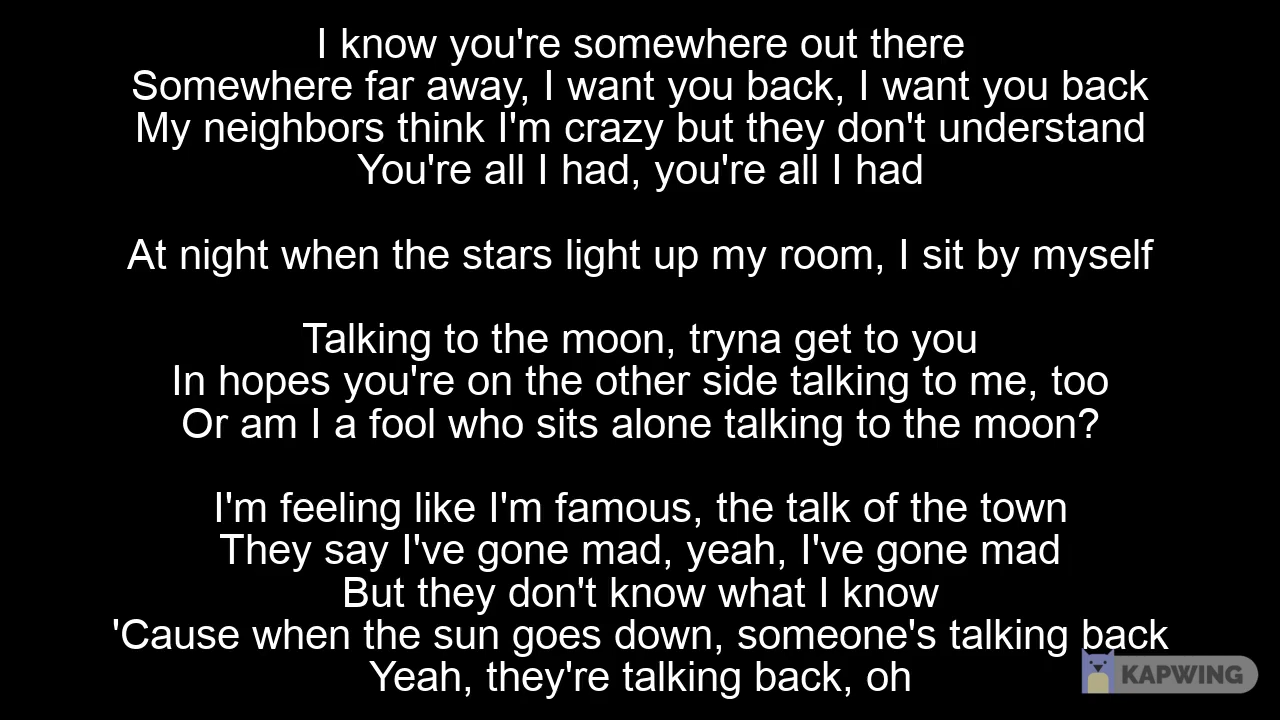 I know you're somewhere out there
Somewhere far away, I want you back, I want you back
My neighbors think I'm crazy but they don't understand
You're all I had, you're all I had
At night when the stars light up my room, I sit by myself
Talking to the moon, tryna get to you
In hopes you're on the other side talking to me, too
Or am I a fool who sits alone talking to the moon?
I'm feeling like I'm famous, the talk of the town
They say I've gone mad, yeah, I've gone mad
But they don't know what I know
'Cause when the sun goes down, someone's talking back
Yeah, they're talking back, oh
KAPWING